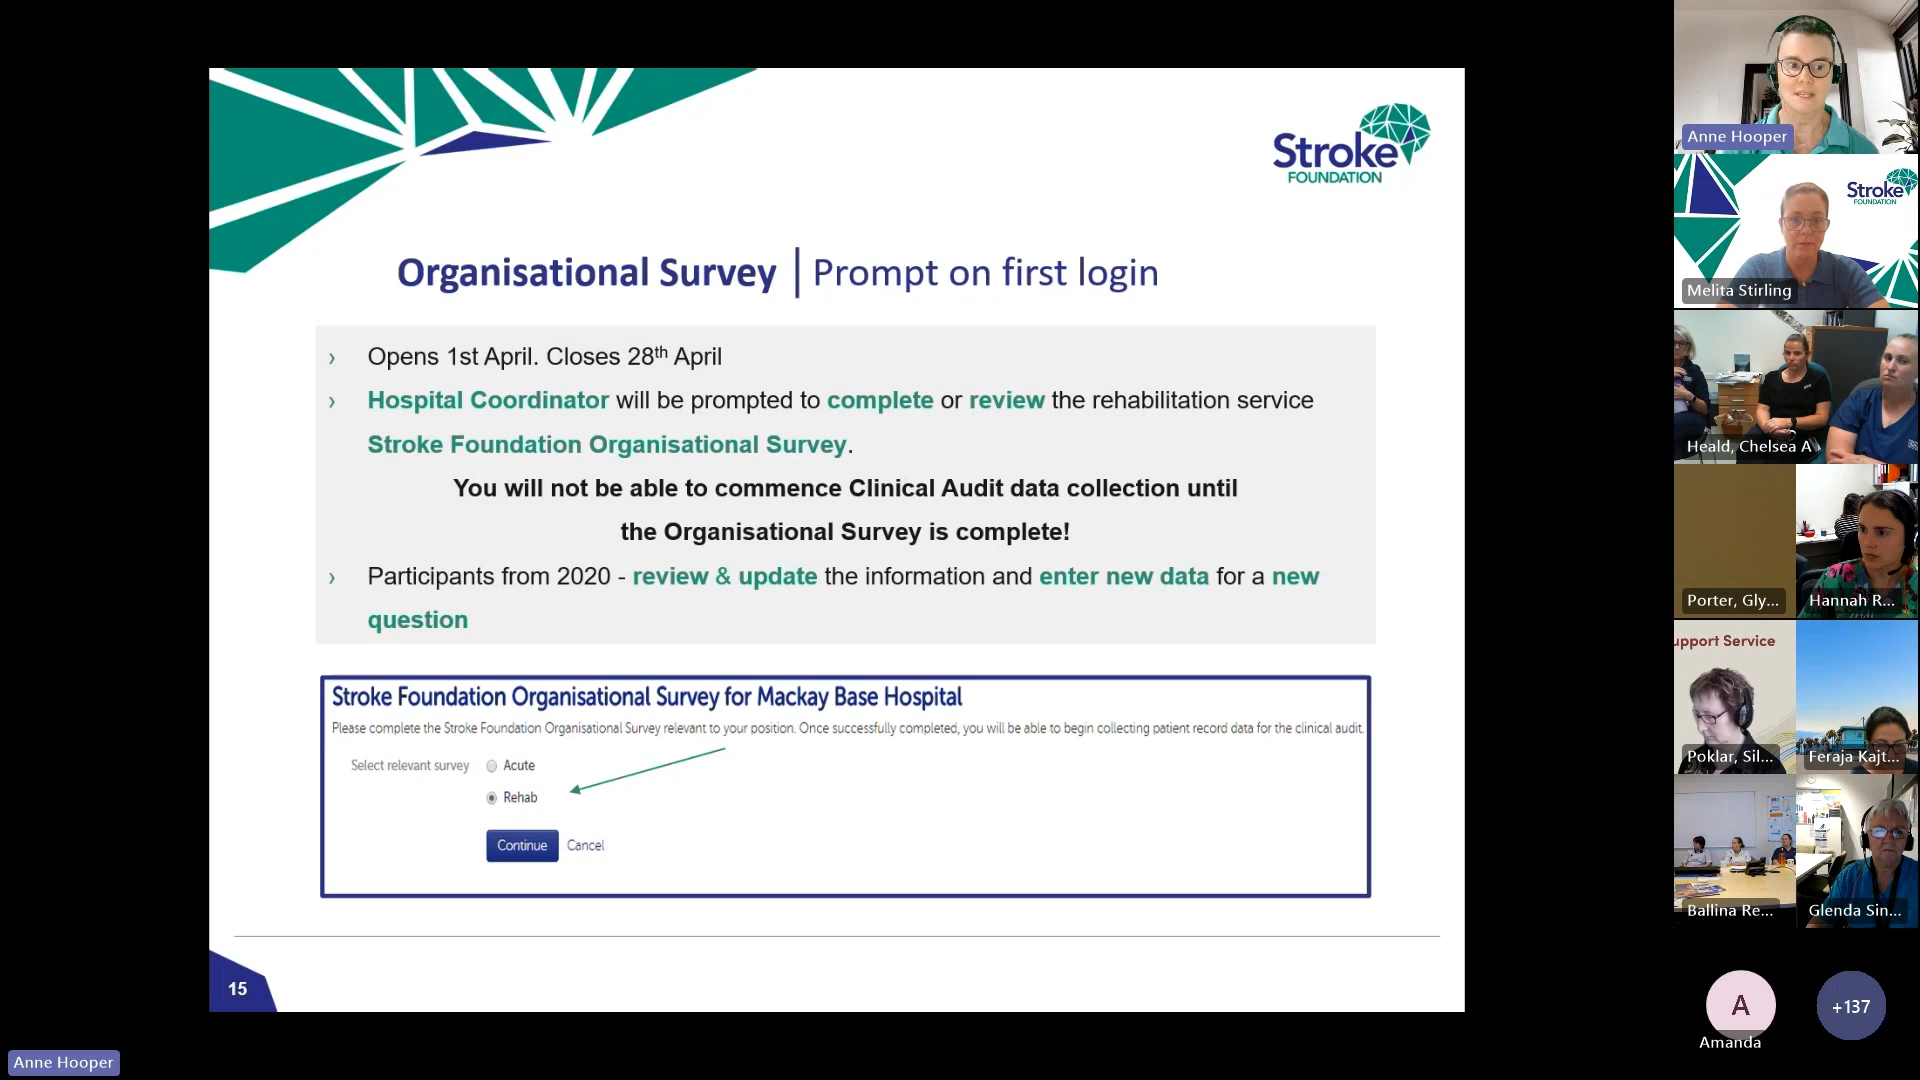 Stroke
FOUNDATION
Organisational Survey | Prompt on first login
› Opens 1st April. Closes 28th April
› Hospital Coordinator will be prompted to complete or review the rehabilitation service
Stroke Foundation Organisational Survey.
You will not be able to commence Clinical Audit data collection until
the Organisational Survey is complete!
› Participants from 2020 - review & update the information and enter new data for a new
question
Stroke Foundation Organisational Survey for Mackay Base Hospital
Please complete the Stroke Foundation Organisational Survey relevant to your position. Once successfully completed, you will be able to begin collecting patient record data for the clinical audit.
Select relevant survey
Acute
Rehab
Continue Cancel
15
Anne Hooper
Anne Hooper
Stroke
FOUNDATION
Melita Stirling
Heald, Chelsea A
Porter, Gly... Hannah R...
upport Service
Poklar, Sil... Feraja Kajt...
Ballina Re... Glenda Sin...
A
+137
Amanda